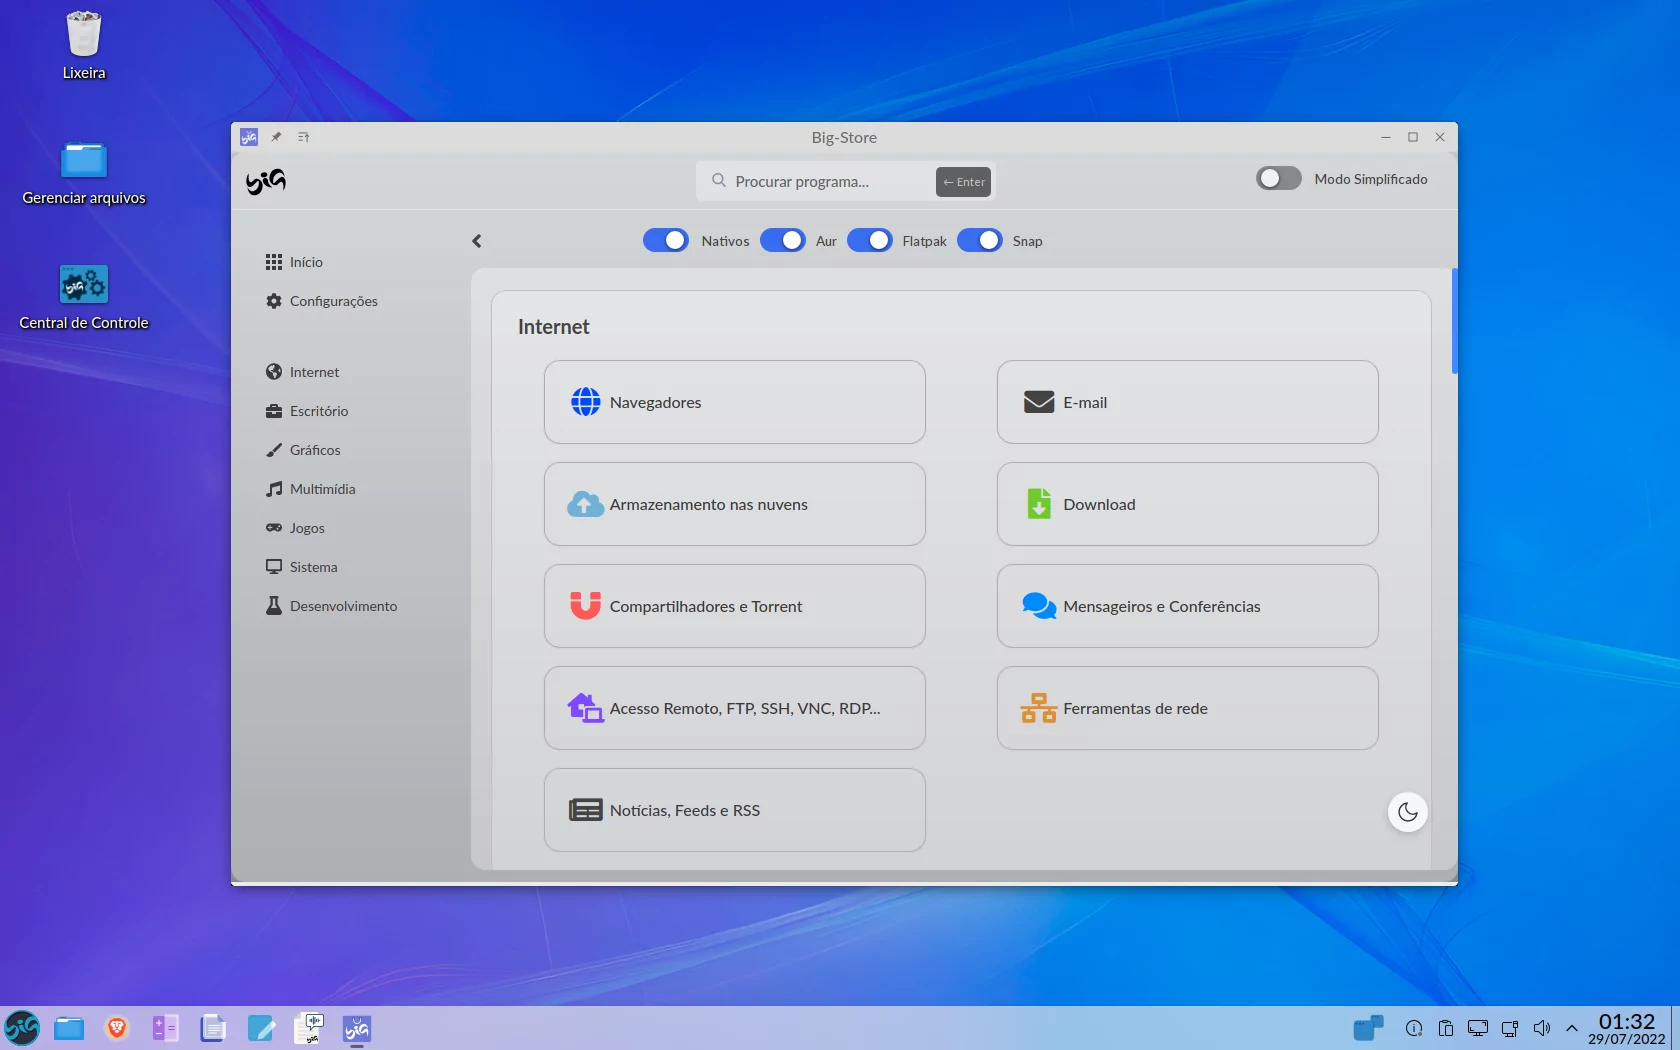 Lixeira
Gerenciar arquivos
Central de Controle
Big-Store
big
Procurar programa...
← Enter
Modo Simplificado
Nativos
Aur
Flatpak
Snap
Início
Configurações
Internet
Escritório
Gráficos
Multimídia
Jogos
Sistema
Desenvolvimento
Internet
Navegadores
E-mail
Armazenamento nas nuvens
Download
Compartilhadores e Torrent
Mensageiros e Conferências
Acesso Remoto, FTP, SSH, VNC, RDP...
Ferramentas de rede
Notícias, Feeds e RSS
01:32
29/07/2022